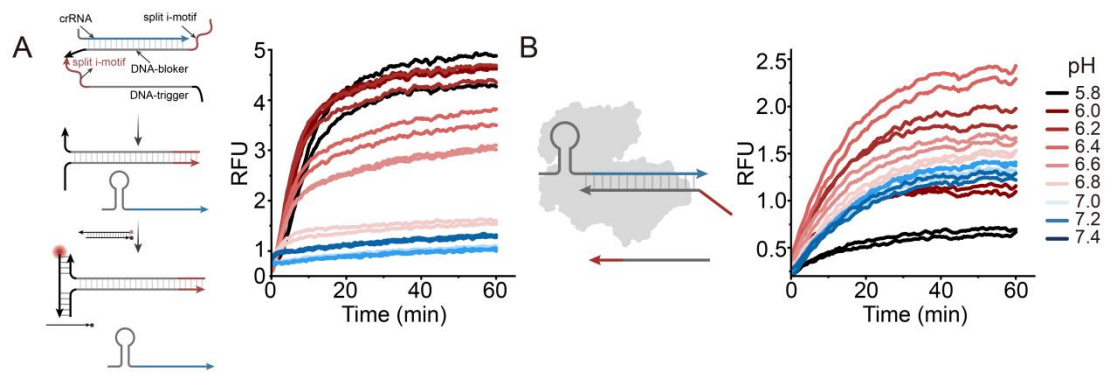 A
crRNA
split i-motif
split i-motif
DNA-bloker
DNA-trigger
RFU
5
4
3
2
1
0
0
20
40
60
Time (min)
B
RFU
2.5
2.0
1.5
1.0
0.5
0
20
40
60
Time (min)
pH
5.8
6.0
6.2
6.4
6.6
6.8
7.0
7.2
7.4